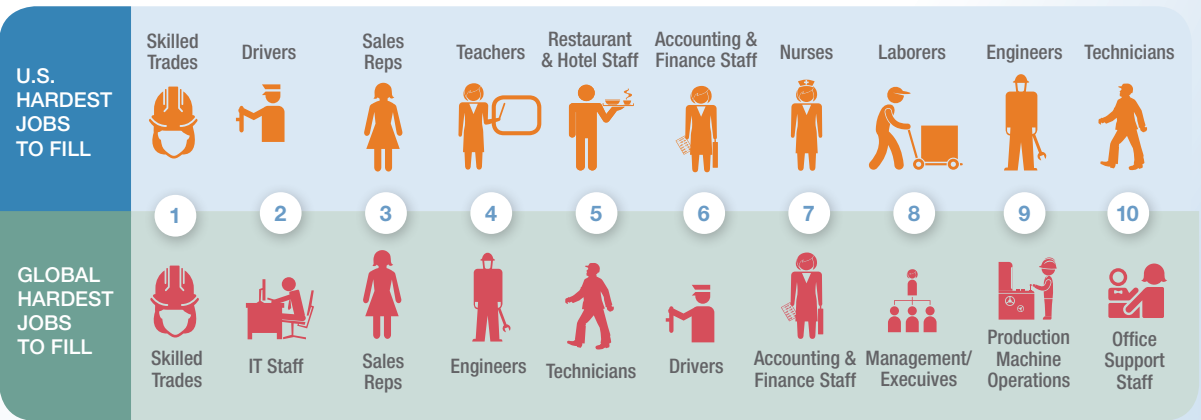 U.S.
HARDEST
JOBS
TO FILL
Skilled
Trades
Drivers
Sales
Reps
Teachers
Restaurant
& Hotel Staff
Accounting &
Finance Staff
Nurses
Laborers
Engineers
Technicians
1
2
3
4
5
6
7
8
9
10
GLOBAL
HARDEST
JOBS
TO FILL
Skilled
Trades
IT Staff
Sales
Reps
Engineers
Technicians
Drivers
Accounting &
Finance Staff
Management/
Execuives
Production
Machine
Operations
Office
Support
Staff